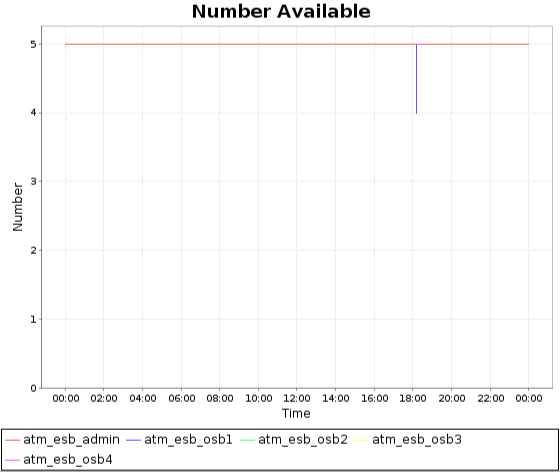 Number Available
5
4
3
2
1
0
Number
00:00 02:00 04:00 06:00 08:00 10:00 12:00 14:00 16:00 18:00 20:00 22:00 00:00
Time
atm_esb_admin atm_esb_osb1 atm_esb_osb2 atm_esb_osb3
atm_esb_osb4